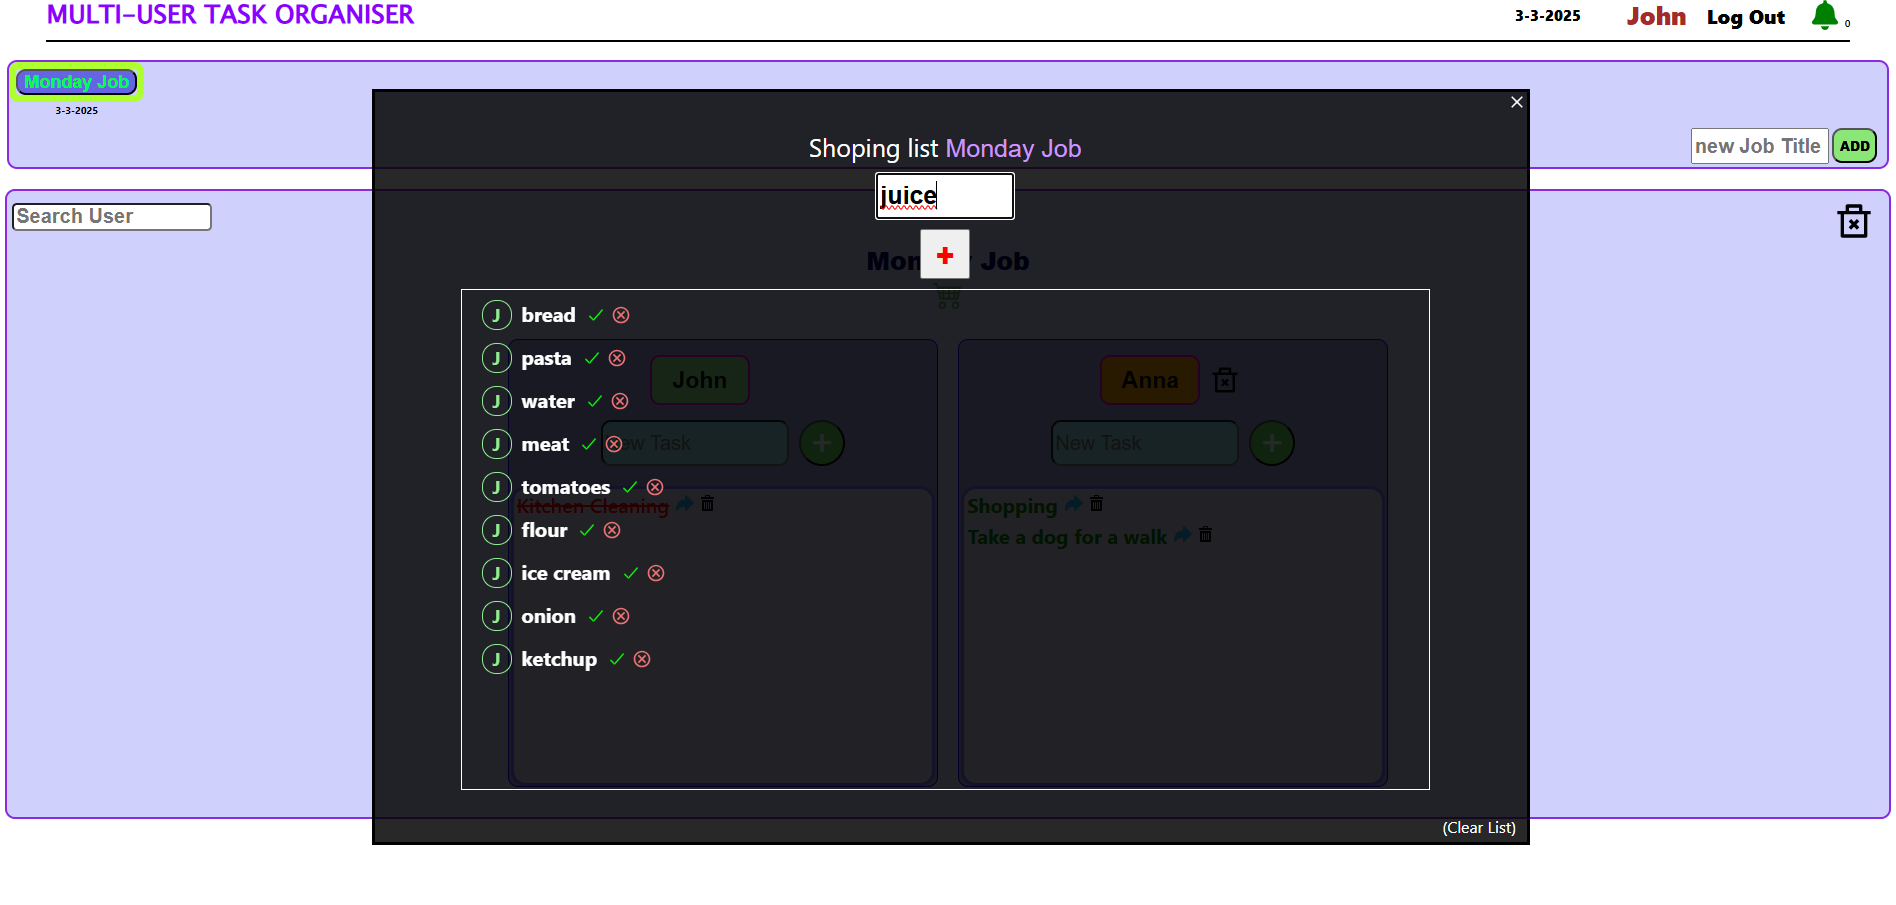 MULTI-USER TASK ORGANISER
3-3-2025 John Log Out 0
Monday Job
3-3-2025
new Job Title ADD
Search User
Shoping list Monday Job
juice
+
Monday Job
J bread
J pasta
J water
J meat
J tomatoes
J flour
J ice cream
J onion
J ketchup
John
New Task +
Kitchen Cleaning
Anna
New Task +
Shopping
Take a dog for a walk
(Clear List)